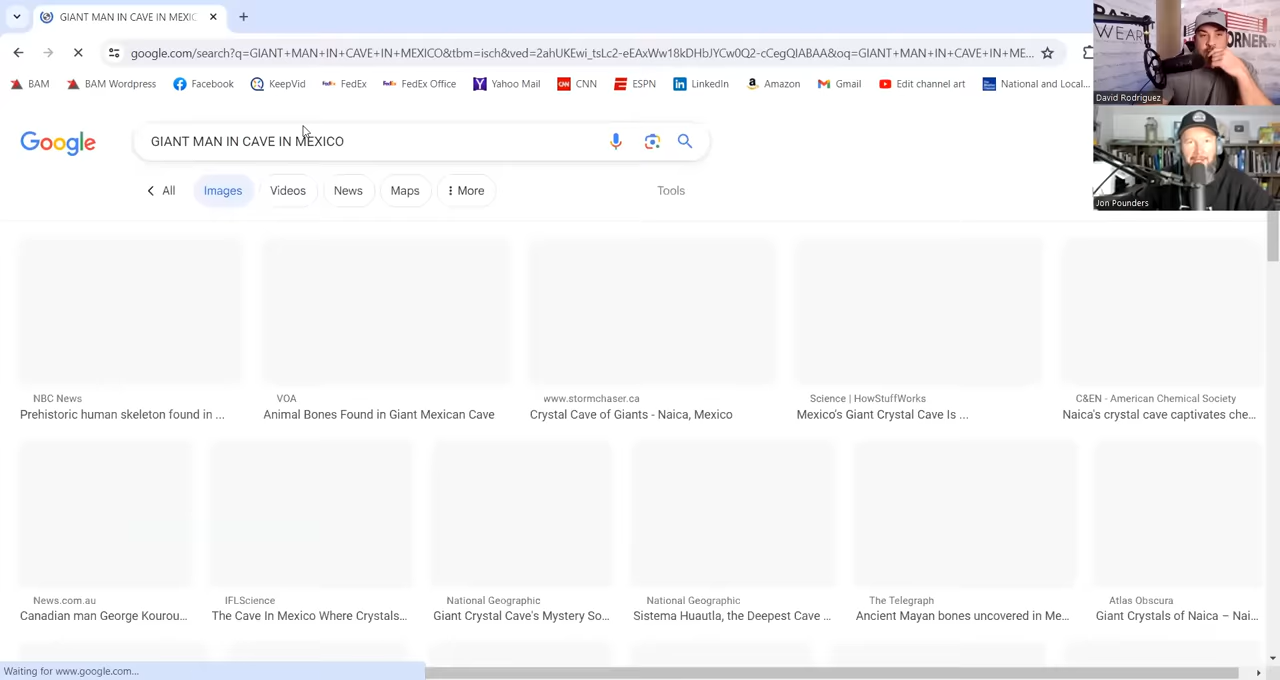 GIANT MAN IN CAVE IN MEXIC
google.com/search?q=GIANT+MAN+IN+CAVE+IN+MEXICO&tbm=isch&ved=2ahUKEwi_tsLc2-eEAxWw18kDHbJYCw0Q2-cCegQIABAA&oq=GIANT+MAN+IN+CAVE+IN+ME...
BAM BAM Wordpress Facebook KeepVid FedEx FedEx Office Yahoo Mail CNN ESPN LinkedIn Amazon Gmail Edit channel art National and Local...
WEAR
ORNER
David Rodriguez
Google
GIANT MAN IN CAVE IN MEXICO
Jon Pounders
All Images Videos News Maps More Tools
NBC News
Prehistoric human skeleton found in ...
VOA
Animal Bones Found in Giant Mexican Cave
www.stormchaser.ca
Crystal Cave of Giants - Naica, Mexico
Science | HowStuffWorks
Mexico's Giant Crystal Cave Is ...
C&EN - American Chemical Society
Naica's crystal cave captivates che...
News.com.au
Canadian man George Kourou...
IFLScience
The Cave In Mexico Where Crystals...
National Geographic
Giant Crystal Cave's Mystery So...
National Geographic
Sistema Huautla, the Deepest Cave ...
The Telegraph
Ancient Mayan bones uncovered in Me...
Atlas Obscura
Giant Crystals of Naica – Nai...
Waiting for www.google.com...